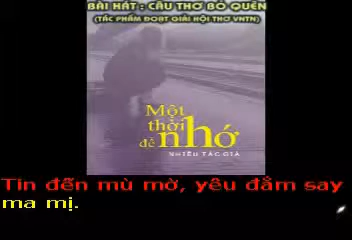 BÀI HÁT : CÂU THƠ BỎ QUÊN
(TÁC PHẨM ĐOẠT GIẢI HỘI THƠ VNTN)
Một
thời
để nhớ
NHIỀU TÁC GIẢ
Tin đến mù mờ, yêu đắm say
ma mị.